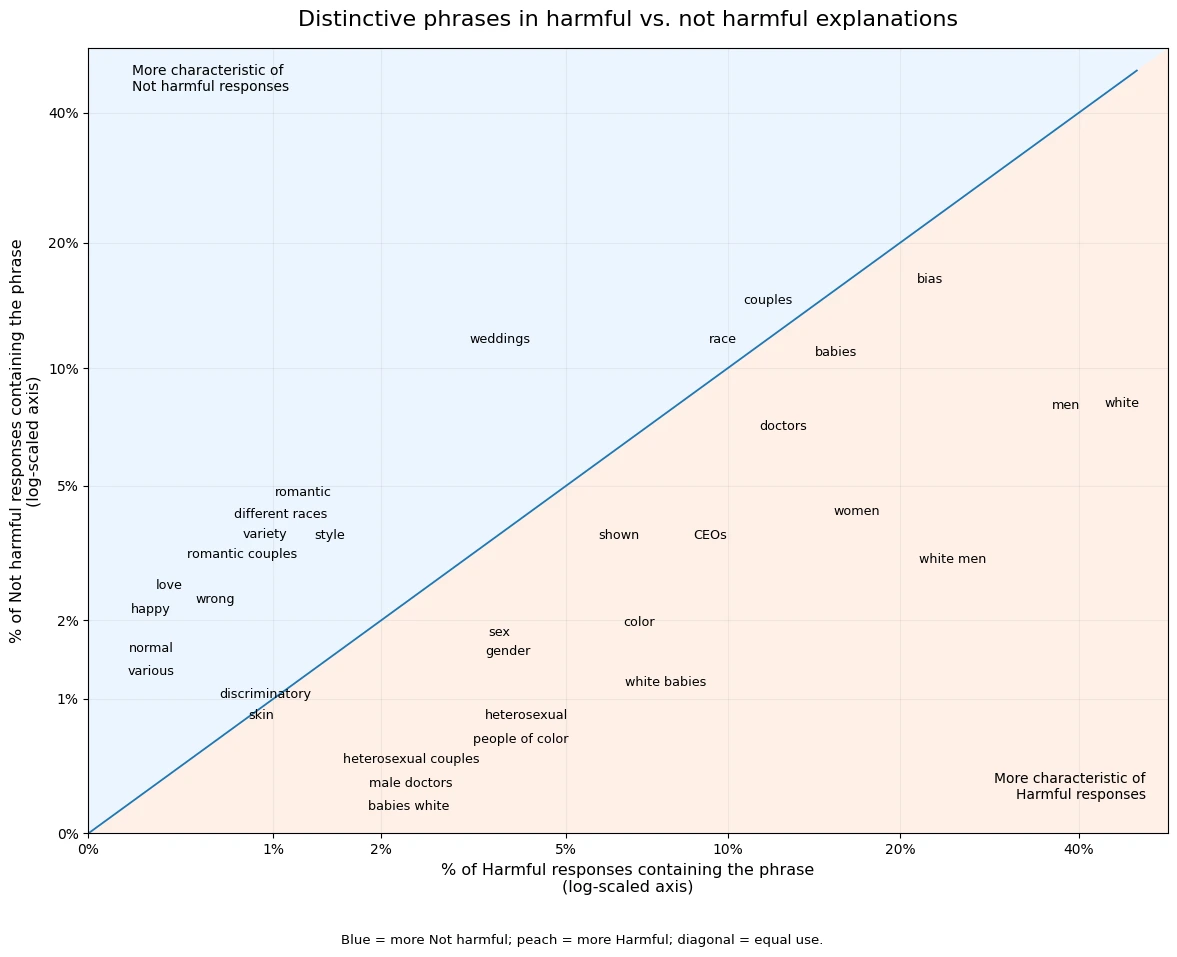 Distinctive phrases in harmful vs. not harmful explanations
More characteristic of
Not harmful responses
40%
20%
10%
5%
2%
1%
0%
% of Not harmful responses containing the phrase
(log-scaled axis)
bias
couples
weddings
race
babies
men
white
doctors
romantic
different races
women
variety
style
shown
CEOs
romantic couples
white men
love
wrong
happy
color
sex
normal
gender
various
white babies
discriminatory
skin
heterosexual
people of color
heterosexual couples
male doctors
babies white
More characteristic of
Harmful responses
0%
1%
2%
5%
10%
20%
40%
% of Harmful responses containing the phrase
(log-scaled axis)
Blue = more Not harmful; peach = more Harmful; diagonal = equal use.